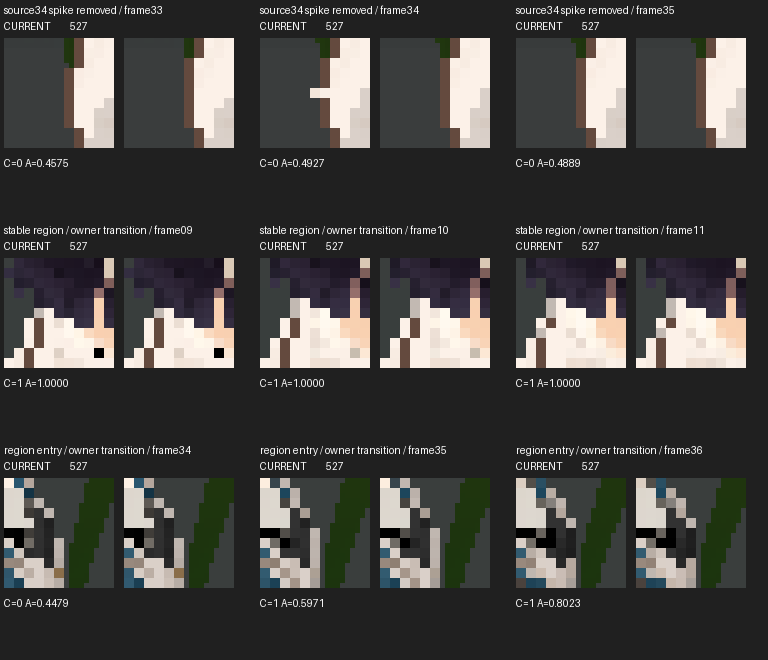 source34 spike removed / frame33
CURRENT 527
C=0 A=0.4575
source34 spike removed / frame34
CURRENT 527
C=0 A=0.4927
source34 spike removed / frame35
CURRENT 527
C=0 A=0.4889
stable region / owner transition / frame09
CURRENT 527
C=1 A=1.0000
stable region / owner transition / frame10
CURRENT 527
C=1 A=1.0000
stable region / owner transition / frame11
CURRENT 527
C=1 A=1.0000
region entry / owner transition / frame34
CURRENT 527
C=0 A=0.4479
region entry / owner transition / frame35
CURRENT 527
C=1 A=0.5971
region entry / owner transition / frame36
CURRENT 527
C=1 A=0.8023